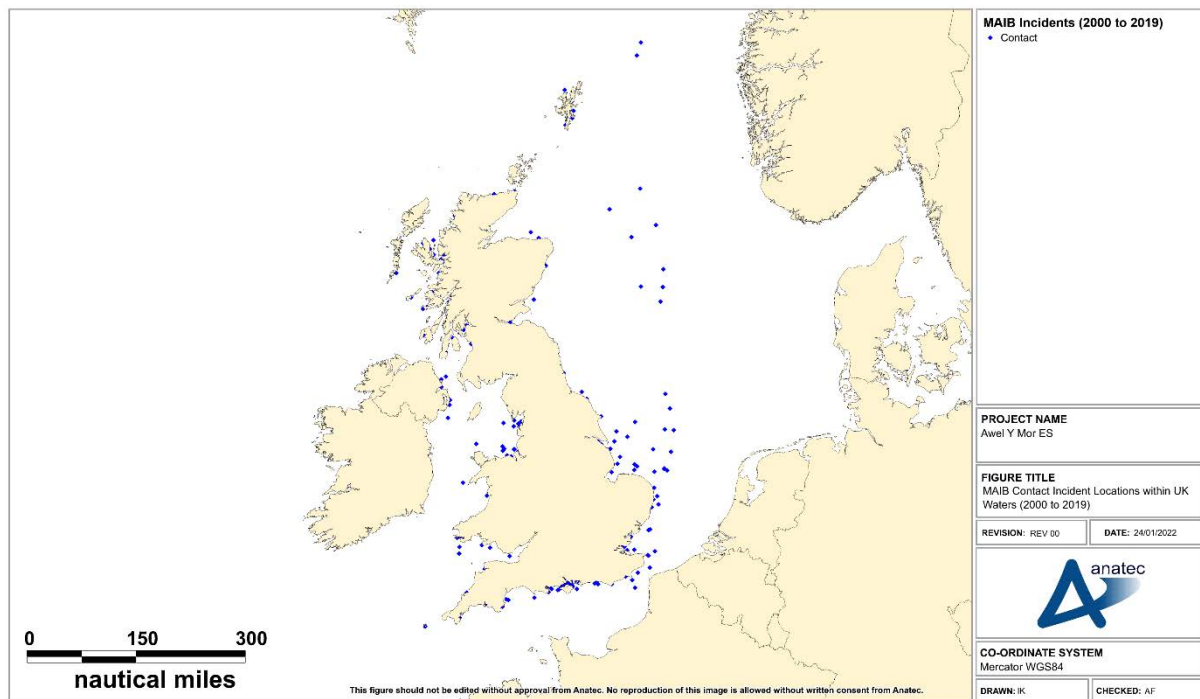 MAIB Incidents (2000 to 2019)
Contact
PROJECT NAME
Awel Y Mor ES
FIGURE TITLE
MAIB Contact Incident Locations within UK
Waters (2000 to 2019)
REVISION: REV 00
DATE: 24/01/2022
anatec
CO-ORDINATE SYSTEM
Mercator WGS84
DRAWN: IK
CHECKED: AF
0 150 300
nautical miles
This figure should not be edited without approval from Anatec. No reproduction of this image is allowed without written consent from Anatec.